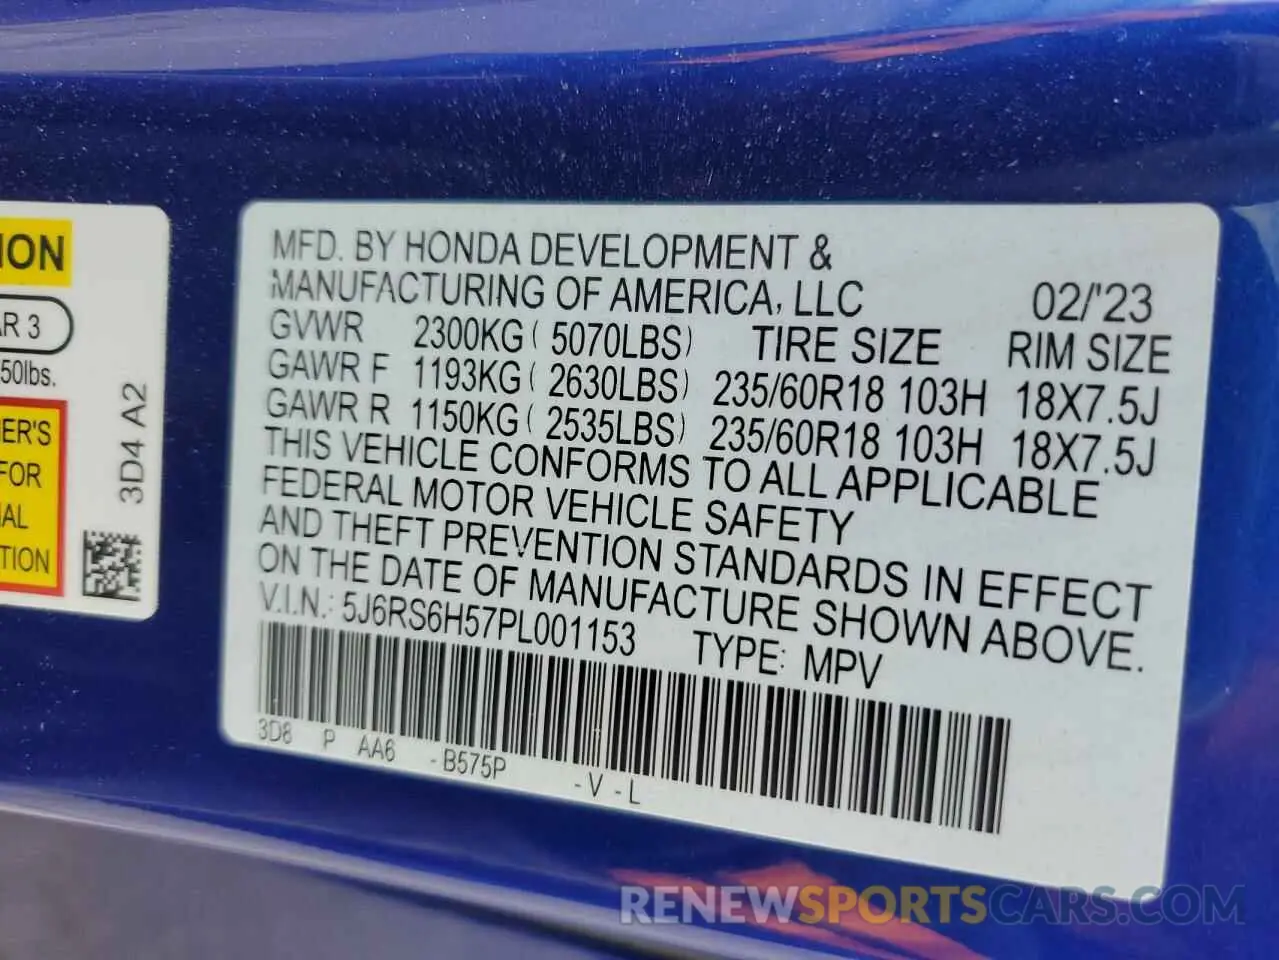 ION
AR 3
50lbs.
ER'S
FOR
AL
TION
3D4 A2
MFD. BY HONDA DEVELOPMENT &
MANUFACTURING OF AMERICA, LLC 02/'23
GVWR 2300KG ( 5070LBS) TIRE SIZE RIM SIZE
GAWR F 1193KG ( 2630LBS) 235/60R18 103H 18X7.5J
GAWR R 1150KG ( 2535LBS) 235/60R18 103H 18X7.5J
THIS VEHICLE CONFORMS TO ALL APPLICABLE
FEDERAL MOTOR VEHICLE SAFETY
AND THEFT PREVENTION STANDARDS IN EFFECT
ON THE DATE OF MANUFACTURE SHOWN ABOVE.
V.I.N.: 5J6RS6H57PL001153 TYPE: MPV
3D8 P AA6 -B575P -V -L
RENEWSPORTSCARS.COM